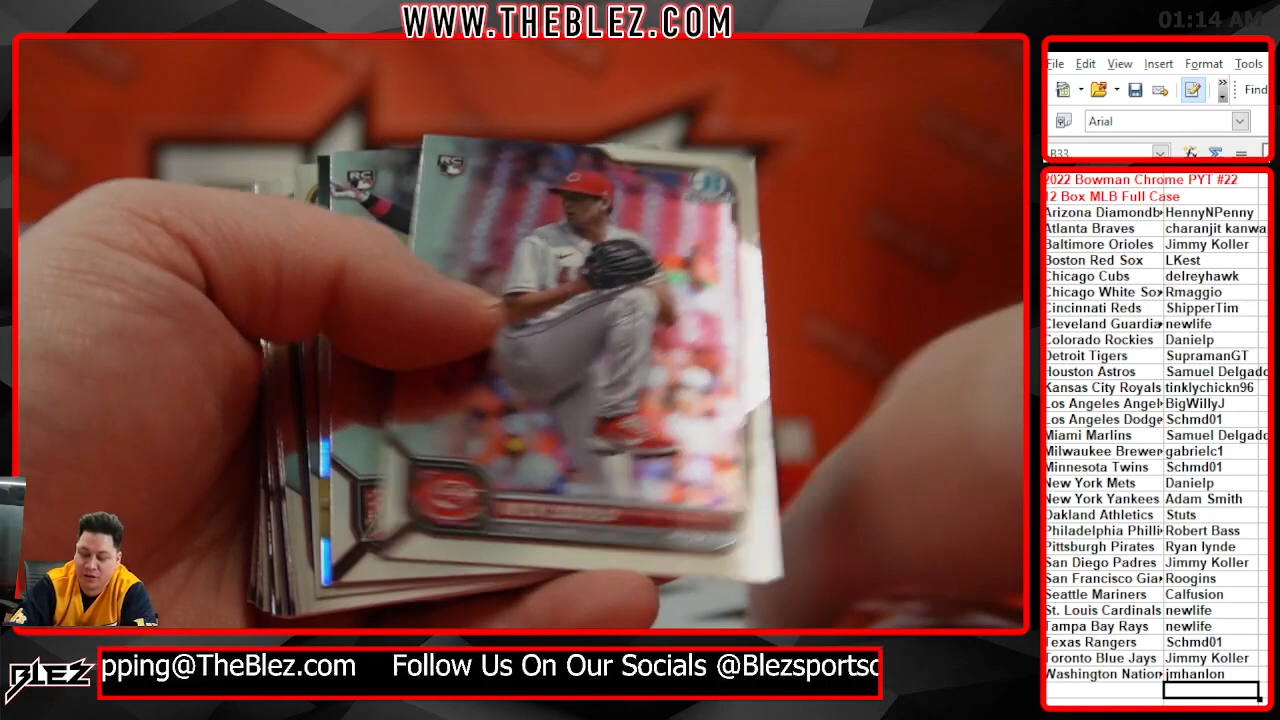 WWW.THEBLEZ.COM
01:14 AM
File Edit View Insert Format Tools
Find
Arial
B33
2022 Bowman Chrome PYT #22
12 Box MLB Full Case
Arizona Diamondb HennyNPenny
Atlanta Braves charanjit kanwa
Baltimore Orioles Jimmy Koller
Boston Red Sox LKest
Chicago Cubs delreyhawk
Chicago White Sox Rmaggio
Cincinnati Reds ShipperTim
Cleveland Guardia newlife
Colorado Rockies Danielp
Detroit Tigers SupramanGT
Houston Astros Samuel Delgado
Kansas City Royals tinklychickn96
Los Angeles Angel BigWillyJ
Los Angeles Dodge Schmd01
Miami Marlins Samuel Delgado
Milwaukee Brewer gabrielc1
Minnesota Twins Schmd01
New York Mets Danielp
New York Yankees Adam Smith
Oakland Athletics Stuts
Philadelphia Philli Robert Bass
Pittsburgh Pirates Ryan lynde
San Diego Padres Jimmy Koller
San Francisco Gia Roogins
Seattle Mariners Calfusion
St. Louis Cardinals newlife
Tampa Bay Rays newlife
Texas Rangers Schmd01
Toronto Blue Jays Jimmy Koller
Washington Nation jmhanlon
RC
RC
BLEZ
pping@TheBlez.com Follow Us On Our Socials @Blezsportsc